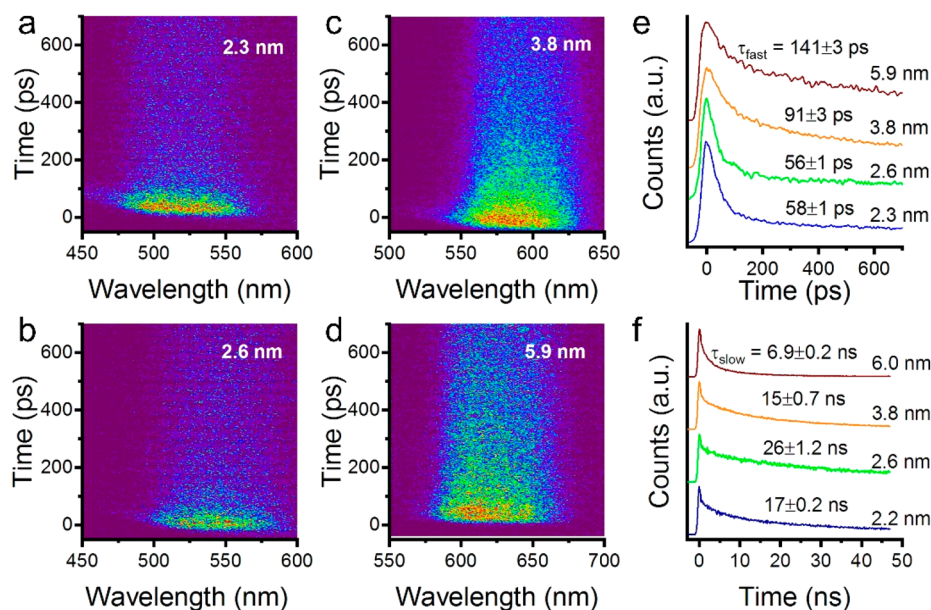 a
2.3 nm
Time (ps)
600
400
200
0
450 500 550 600
Wavelength (nm)
c
3.8 nm
Time (ps)
600
400
200
0
500 550 600 650
Wavelength (nm)
e
Counts (a.u.)
τfast = 141±3 ps
5.9 nm
91±3 ps
3.8 nm
56±1 ps
2.6 nm
58±1 ps
2.3 nm
0 200 400 600
Time (ps)
b
2.6 nm
Time (ps)
600
400
200
0
450 500 550 600
Wavelength (nm)
d
5.9 nm
Time (ps)
600
400
200
0
550 600 650 700
Wavelength (nm)
f
Counts (a.u.)
τslow = 6.9±0.2 ns
6.0 nm
15±0.7 ns
3.8 nm
26±1.2 ns
2.6 nm
17±0.2 ns
2.2 nm
0 10 20 30 40 50
Time (ns)